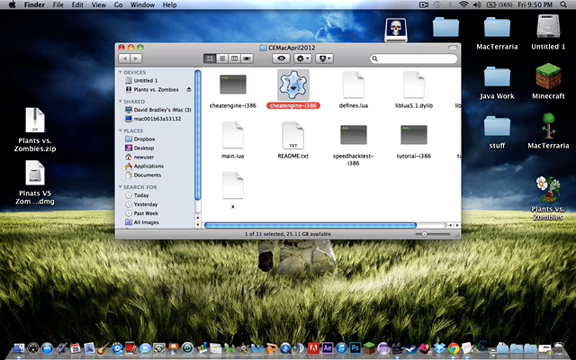 Finder File Edit View Go Window Help
(36%) Fri 9:50 PM
CEMacApril2012
DEVICES
Untitled 1
Plants vs. Zombies
SHARED
David Bradley's iMac (3)
mac001b63a53132
PLACES
Dropbox
Desktop
newuser
Applications
Documents
SEARCH FOR
Today
Yesterday
Past Week
All Images
cheatengine-i386
cheatengine-i386
defines.lua
liblua5.1.dylib
main.lua
README.txt
speedhacktest-
i386
tutorial-i386
x
1 of 11 selected, 25.11 GB available
MacTerraria
Untitled 1
Java Work
Minecraft
stuff
MacTerraria
Plants vs.
Zombies
ZIP
Plants vs.
Zombies.zip
Plnats VS
Zom....dmg